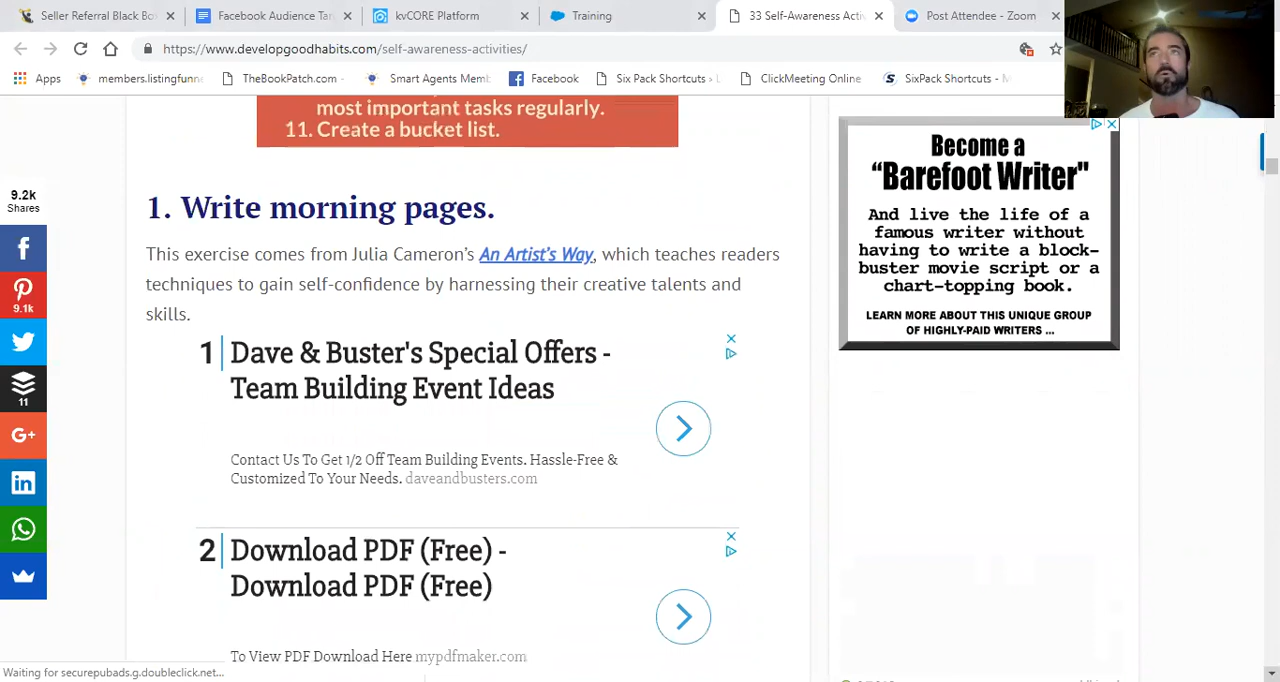 Seller Referral Black Bo
Facebook Audience Tar
kvCORE Platform
Training
33 Self-Awareness Activ
Post Attendee - Zoom
https://www.developgoodhabits.com/self-awareness-activities/
Apps
members.listingfunn
TheBookPatch.com -
Smart Agents Memb
Facebook
Six Pack Shortcuts › L
ClickMeeting Online
SixPack Shortcuts - M
most important tasks regularly.
11. Create a bucket list.
9.2k
Shares
9.1k
11
G+
in
1. Write morning pages.
This exercise comes from Julia Cameron's An Artist's Way, which teaches readers
techniques to gain self-confidence by harnessing their creative talents and
skills.
1 Dave & Buster's Special Offers -
Team Building Event Ideas
Contact Us To Get 1/2 Off Team Building Events. Hassle-Free &
Customized To Your Needs. daveandbusters.com
2 Download PDF (Free) -
Download PDF (Free)
To View PDF Download Here mypdfmaker.com
Become a
"Barefoot Writer"
And live the life of a
famous writer without
having to write a block-
buster movie script or a
chart-topping book.
LEARN MORE ABOUT THIS UNIQUE GROUP
OF HIGHLY-PAID WRITERS ...
Waiting for securepubads.g.doubleclick.net...